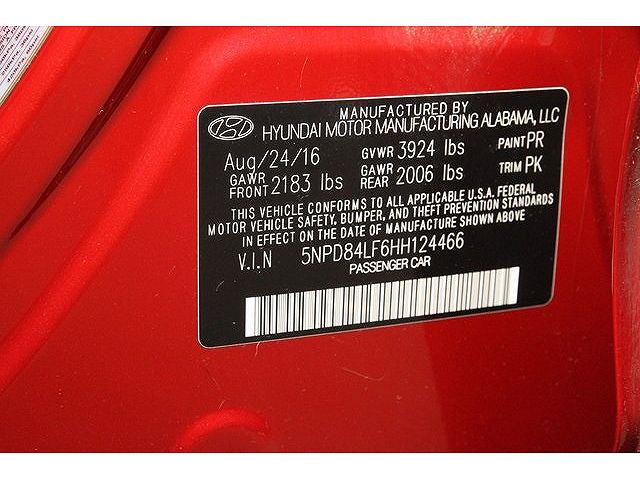 MANUFACTURED BY
HYUNDAI MOTOR MANUFACTURING ALABAMA, LLC
Aug/24/16 GVWR 3924 lbs PAINT PR
GAWR FRONT 2183 lbs GAWR REAR 2006 lbs TRIM PK
THIS VEHICLE CONFORMS TO ALL APPLICABLE U.S.A. FEDERAL
MOTOR VEHICLE SAFETY, BUMPER, AND THEFT PREVENTION STANDARDS
IN EFFECT ON THE DATE OF MANUFACTURE SHOWN ABOVE
V.I.N 5NPD84LF6HH124466
PASSENGER CAR